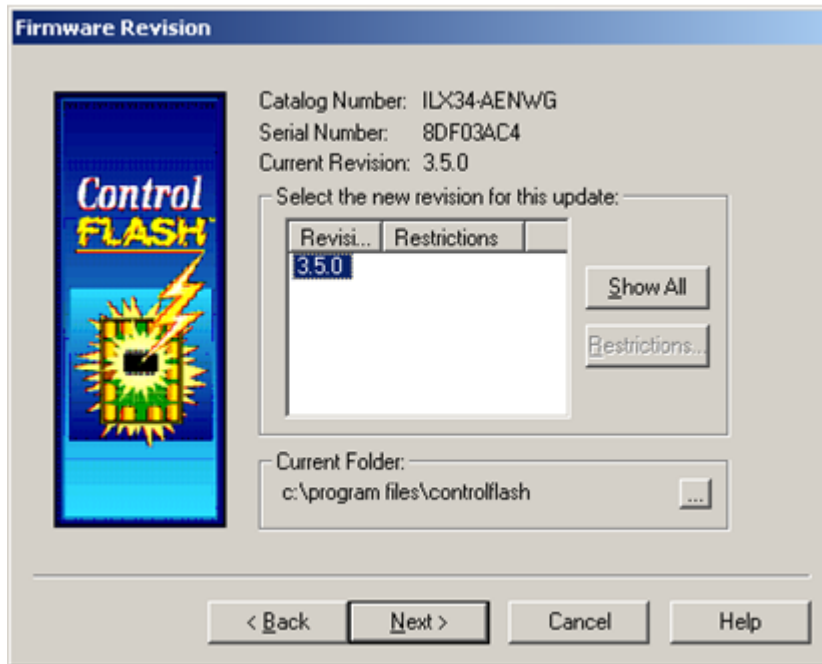 Firmware Revision
Catalog Number: ILX34-AENWG
Serial Number: 8DF03AC4
Current Revision: 3.5.0
Control
FLASH™
Select the new revision for this update:
Revisi... Restrictions
3.5.0
Show All
Restrictions...
Current Folder:
c:\program files\controlflash
...
< Back Next > Cancel Help